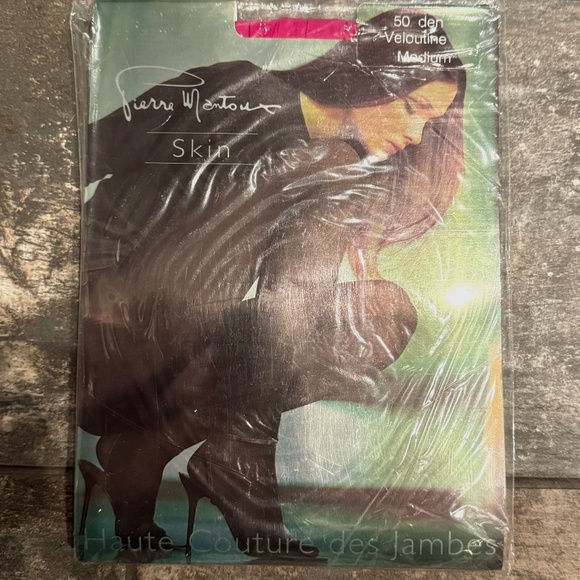 50 den
Veloutine
Medium
Pierre Mantoux
Skin
Haute Couture des Jambes